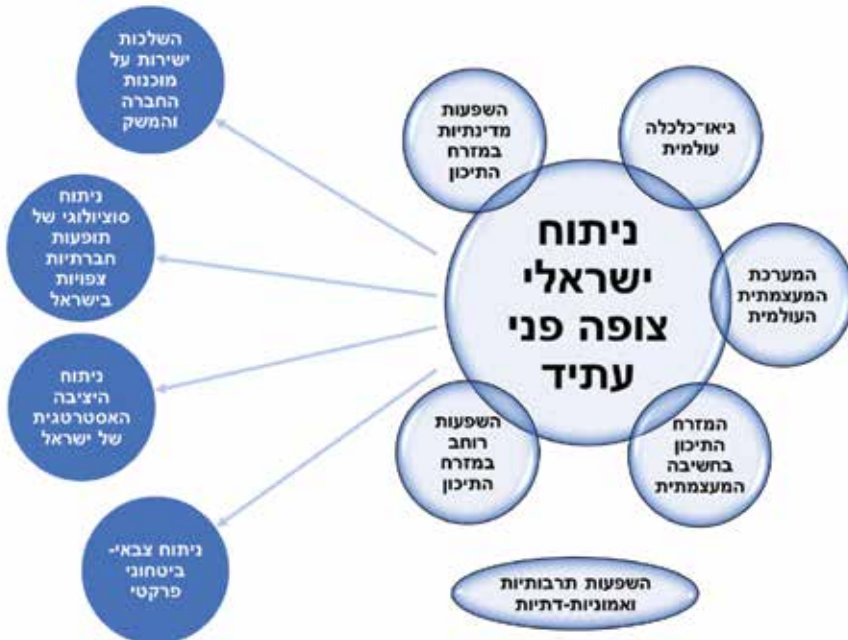 ניתוח
ישראלי
צופה פני
עתיד
גיאו־כלכלה
עולמית
המערכת
המעצמתית
העולמית
המזרח
התיכון
בחשיבה
המעצמתית
השפעות
מדינתיות
במזרח
התיכון
השפעות
רוחב
במזרח
התיכון
השפעות תרבותיות
ואמוניות-דתיות
השלכות
ישירות על
מוכנות
החברה
והמשק
ניתוח
סוציולוגי של
תופעות
חברתיות
צפויות
בישראל
ניתוח
היציבה
האסטרטגית
של ישראל
ניתוח צבאי-
ביטחוני
פרקטי